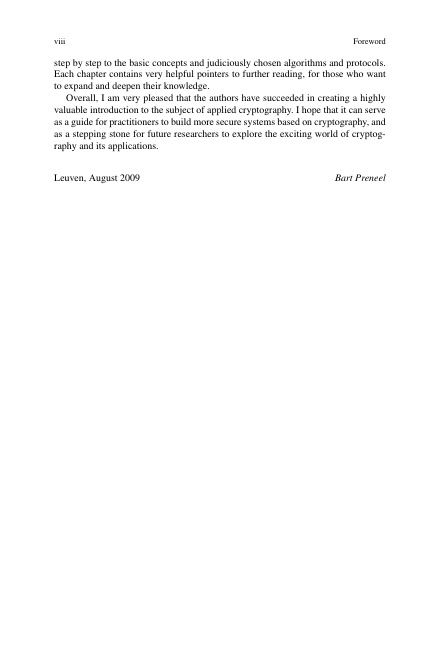 viii Foreword
step by step to the basic concepts and judiciously chosen algorithms and protocols.
Each chapter contains very helpful pointers to further reading, for those who want
to expand and deepen their knowledge.
Overall, I am very pleased that the authors have succeeded in creating a highly
valuable introduction to the subject of applied cryptography. I hope that it can serve
as a guide for practitioners to build more secure systems based on cryptography, and
as a stepping stone for future researchers to explore the exciting world of cryptog-
raphy and its applications.
Leuven, August 2009 Bart Preneel